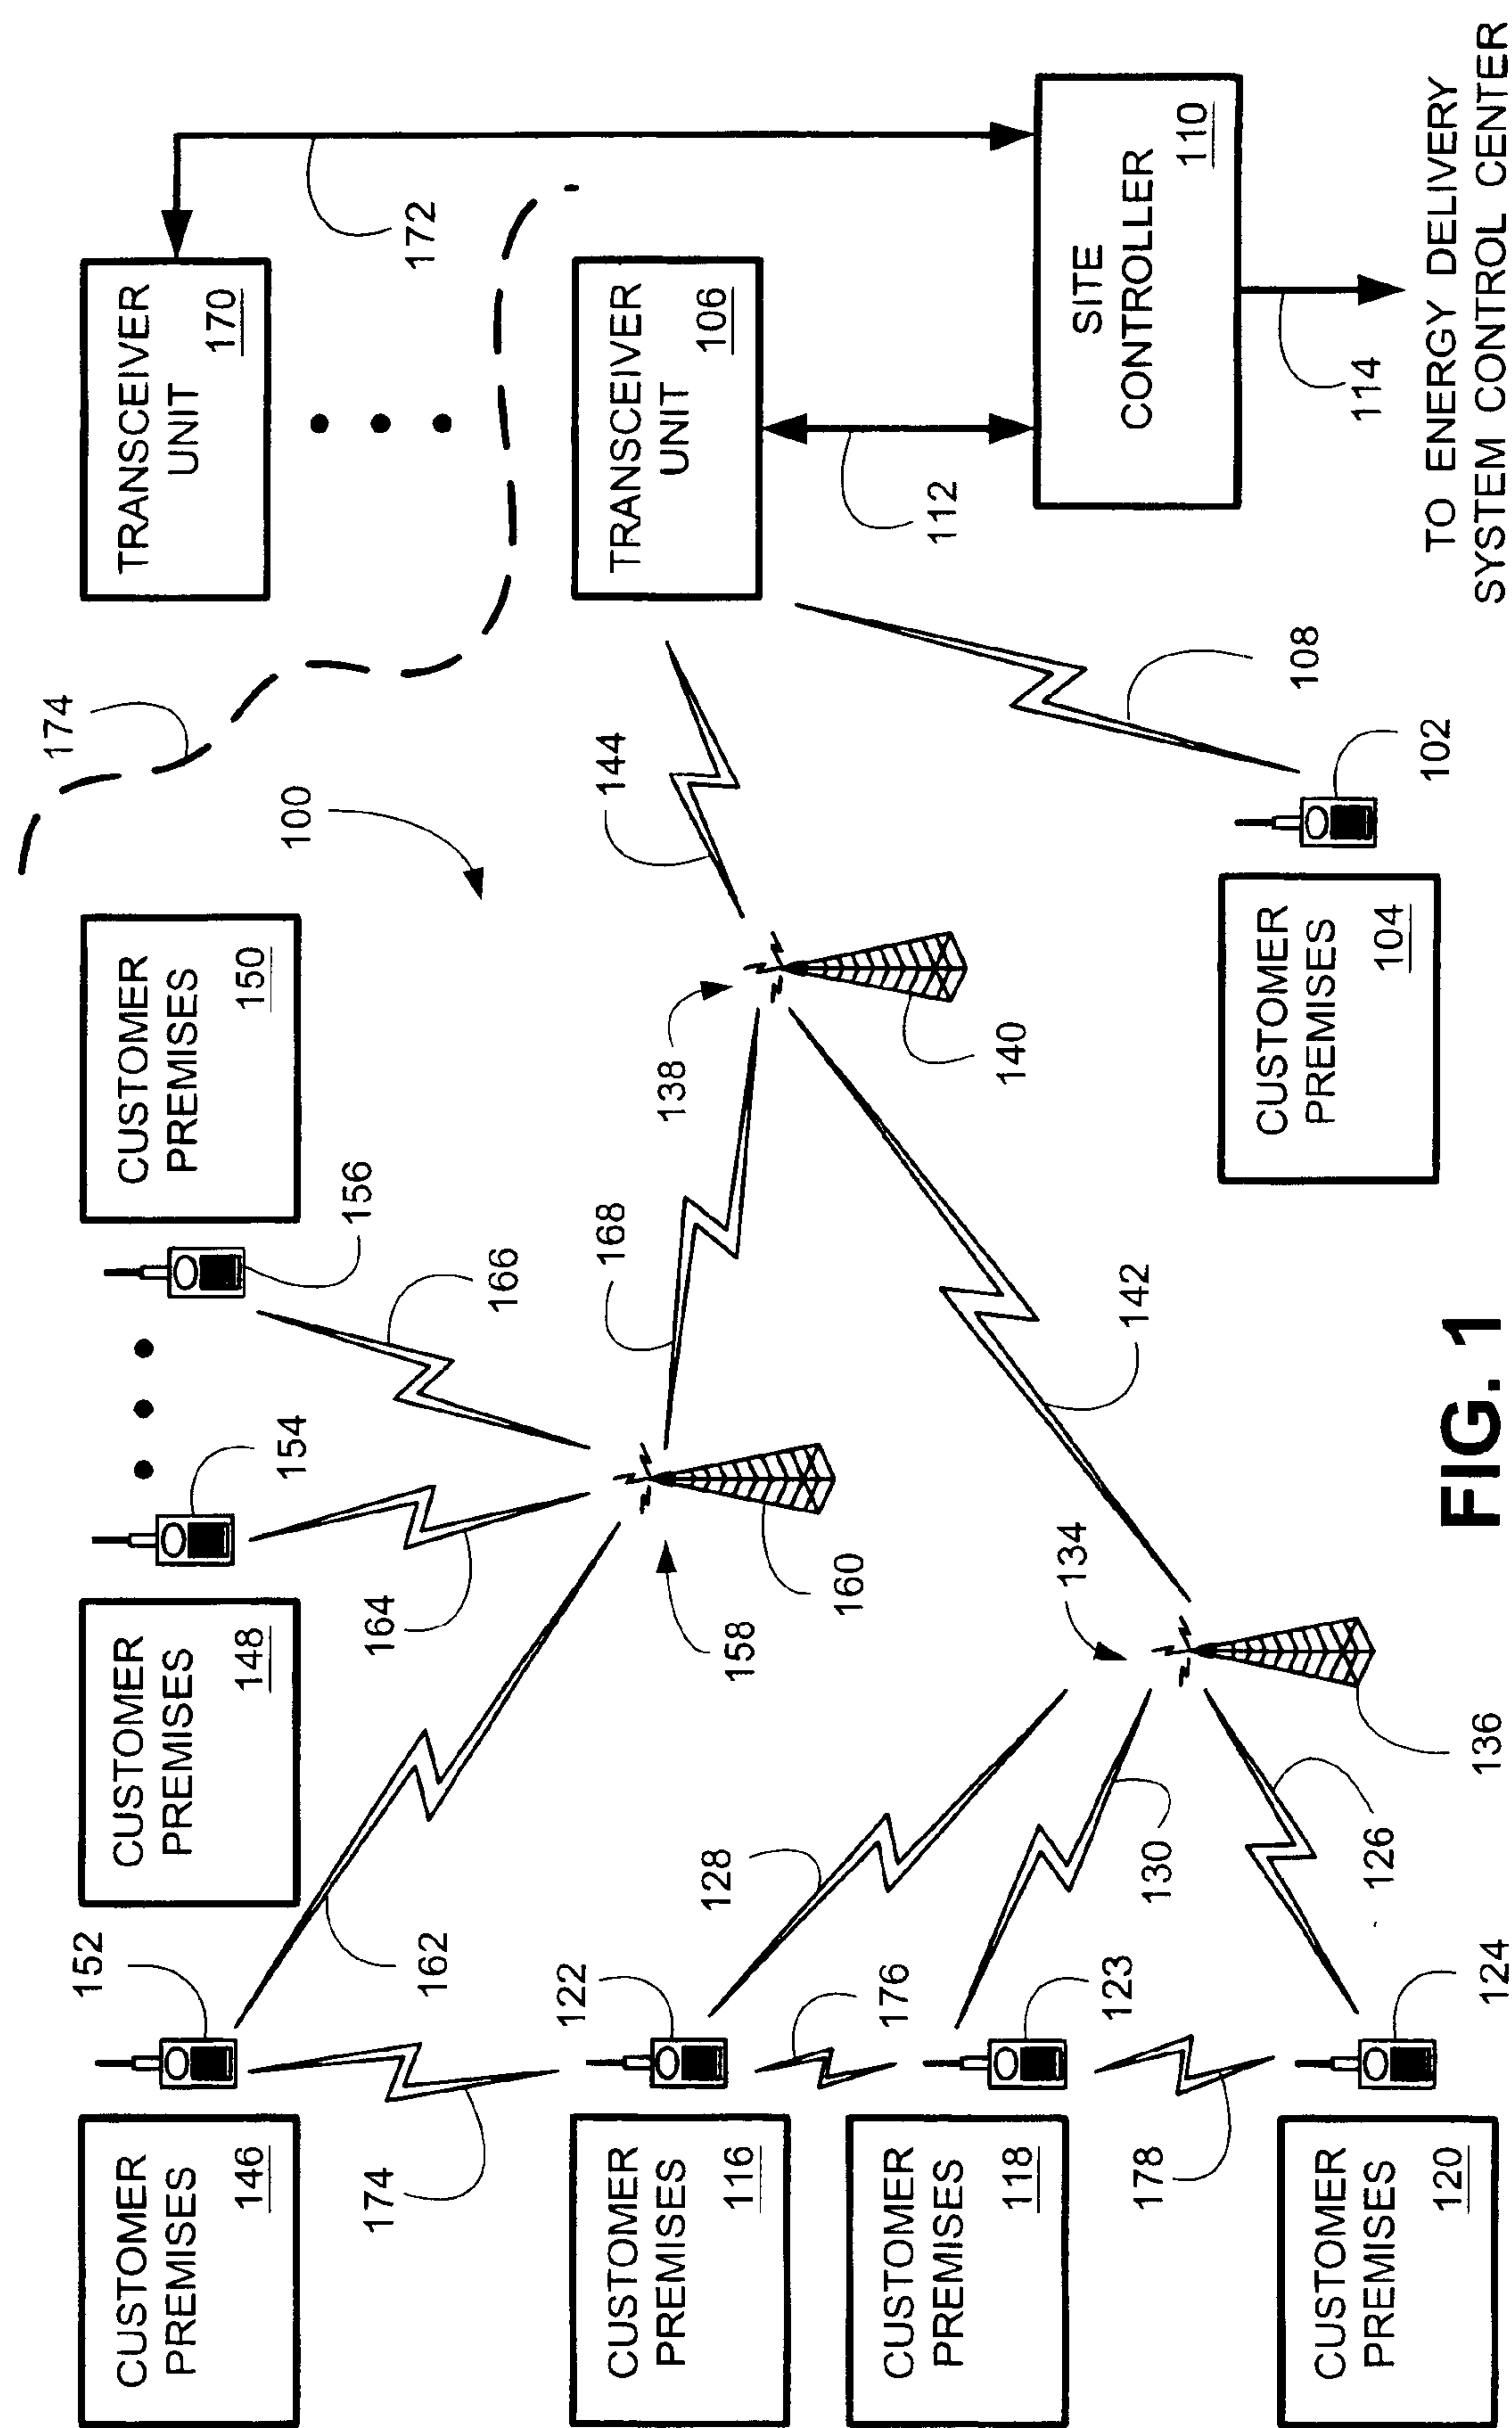 174
100
CUSTOMER
PREMISES
146
152
CUSTOMER
PREMISES
148
154
156
CUSTOMER
PREMISES
150
TRANSCEIVER
UNIT
170
172
162
164
166
174
CUSTOMER
PREMISES
116
122
128
158
160
168
138
140
144
TRANSCEIVER
UNIT
106
112
176
CUSTOMER
PREMISES
118
123
130
134
136
142
178
CUSTOMER
PREMISES
120
124
126
CUSTOMER
PREMISES
104
102
108
SITE
CONTROLLER
110
114
TO ENERGY DELIVERY
SYSTEM CONTROL CENTER
FIG. 1